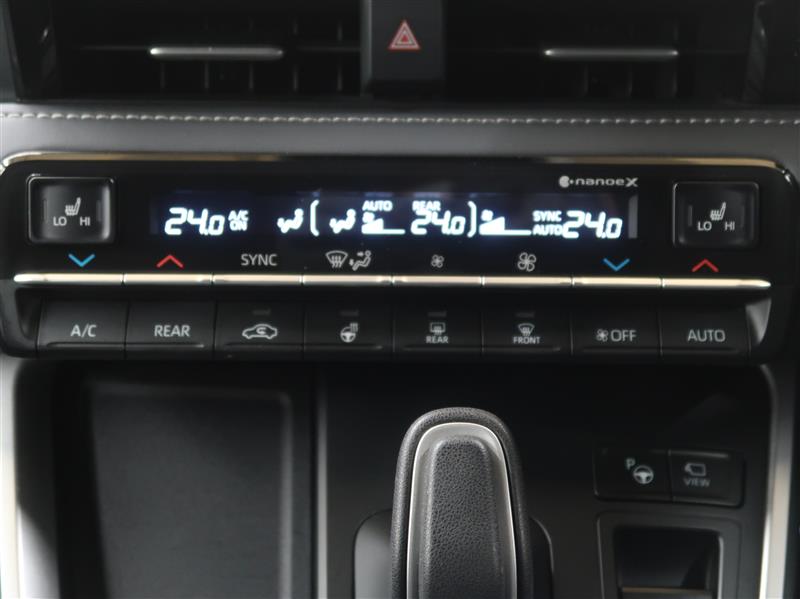 nanoeX
LO HI
24.0 A/C ON
AUTO
REAR 24.0
SYNC AUTO 24.0
LO HI
SYNC
A/C REAR
REAR
FRONT
OFF
AUTO
P
VIEW